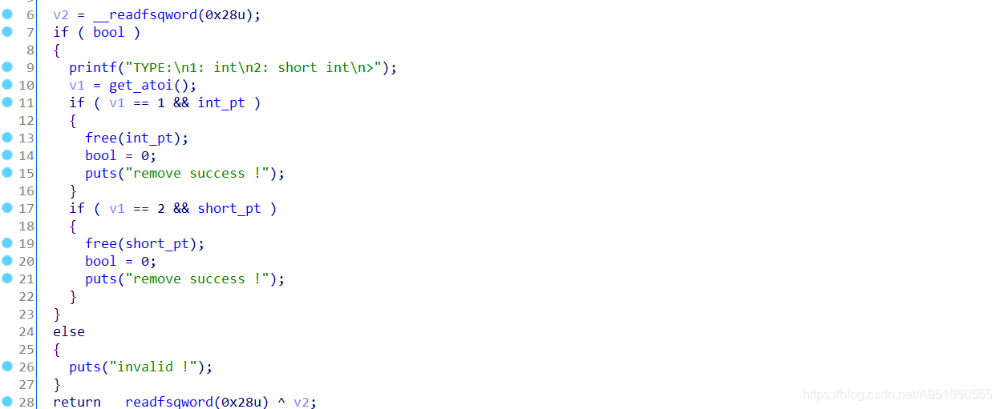 6 v2 = __readfsqword(0x28u);
7 if ( bool )
8 {
9 printf("TYPE:\n1: int\n2: short int\n>");
10 v1 = get_atoi();
11 if ( v1 == 1 && int_pt )
12 {
13 free(int_pt);
14 bool = 0;
15 puts("remove success !");
16 }
17 if ( v1 == 2 && short_pt )
18 {
19 free(short_pt);
20 bool = 0;
21 puts("remove success !");
22 }
23 }
24 else
25 {
26 puts("invalid !");
27 }
28 return readfsqword(0x28u) ^ v2;
https://blog.csdn.net/A951860555